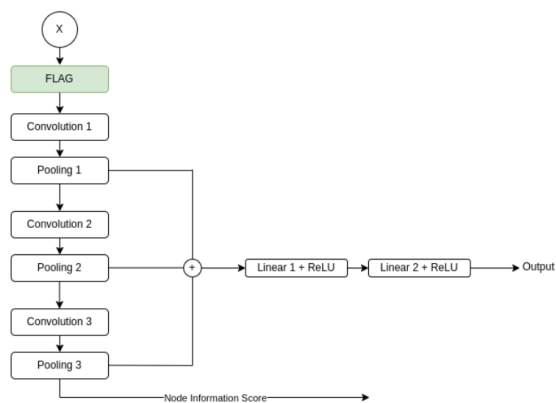 X
FLAG
Convolution 1
Pooling 1
Convolution 2
Pooling 2
+
Linear 1 + ReLU
Linear 2 + ReLU
Output
Convolution 3
Pooling 3
Node Information Score